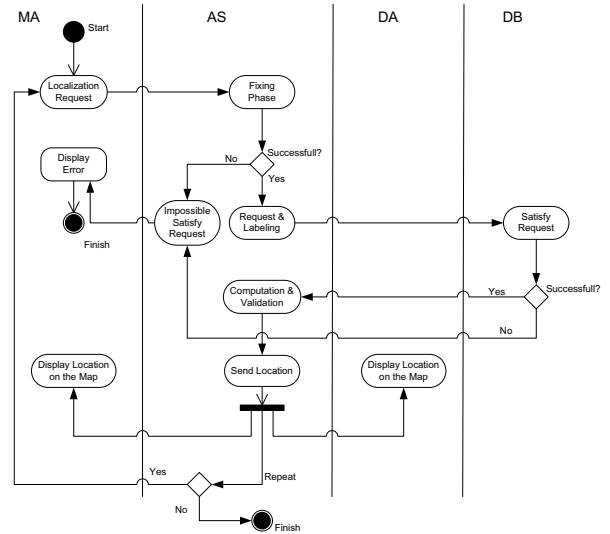 MA
AS
DA
DB
Start
Localization
Request
Fixing
Phase
Successfull?
No
Yes
Display
Error
Finish
Impossible
Satisfy
Request
Request &
Labeling
Satisfy
Request
Successfull?
Yes
No
Computation &
Validation
Display Location
on the Map
Send Location
Display Location
on the Map
Repeat
Yes
No
Finish